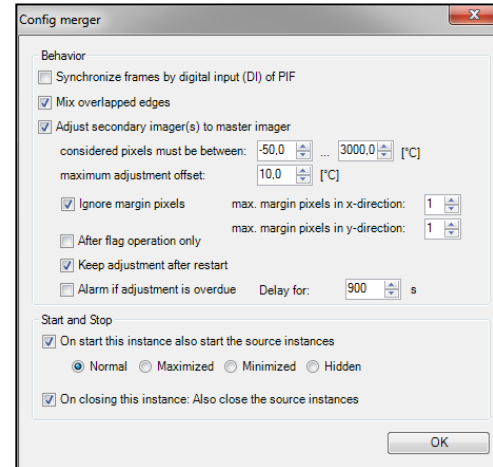 Config merger
Behavior
Synchronize frames by digital input (DI) of PIF
Mix overlapped edges
Adjust secondary imager(s) to master imager
considered pixels must be between: -50,0 ... 3000,0 [°C]
maximum adjustment offset: 10,0 [°C]
Ignore margin pixels max. margin pixels in x-direction: 1
max. margin pixels in y-direction: 1
After flag operation only
Keep adjustment after restart
Alarm if adjustment is overdue Delay for: 900 s
Start and Stop
On start this instance also start the source instances
Normal Maximized Minimized Hidden
On closing this instance: Also close the source instances
OK